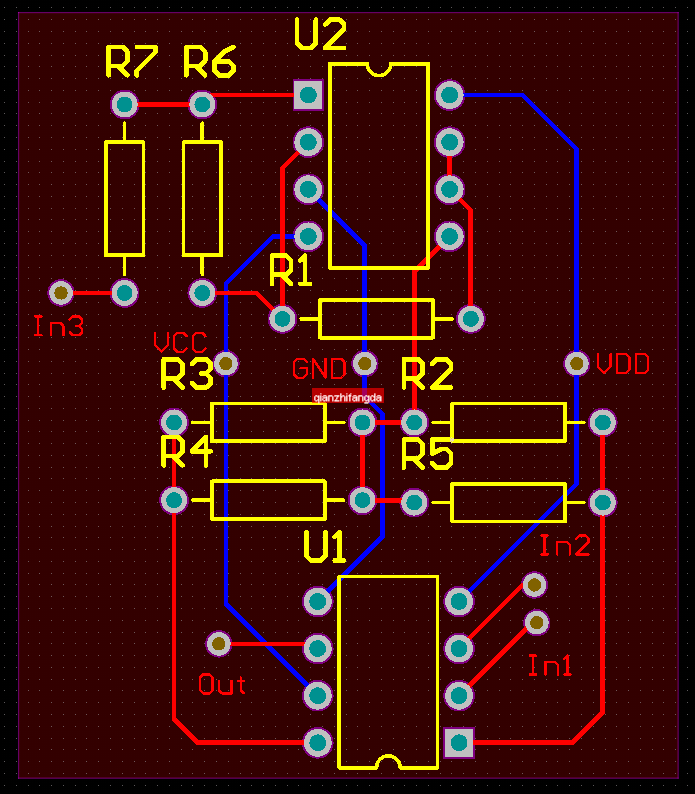 U2
R7 R6
R1
In3
VCC
GND
VDD
R3
R2
qianzhifangda
R4
R5
U1
In2
In1
Out